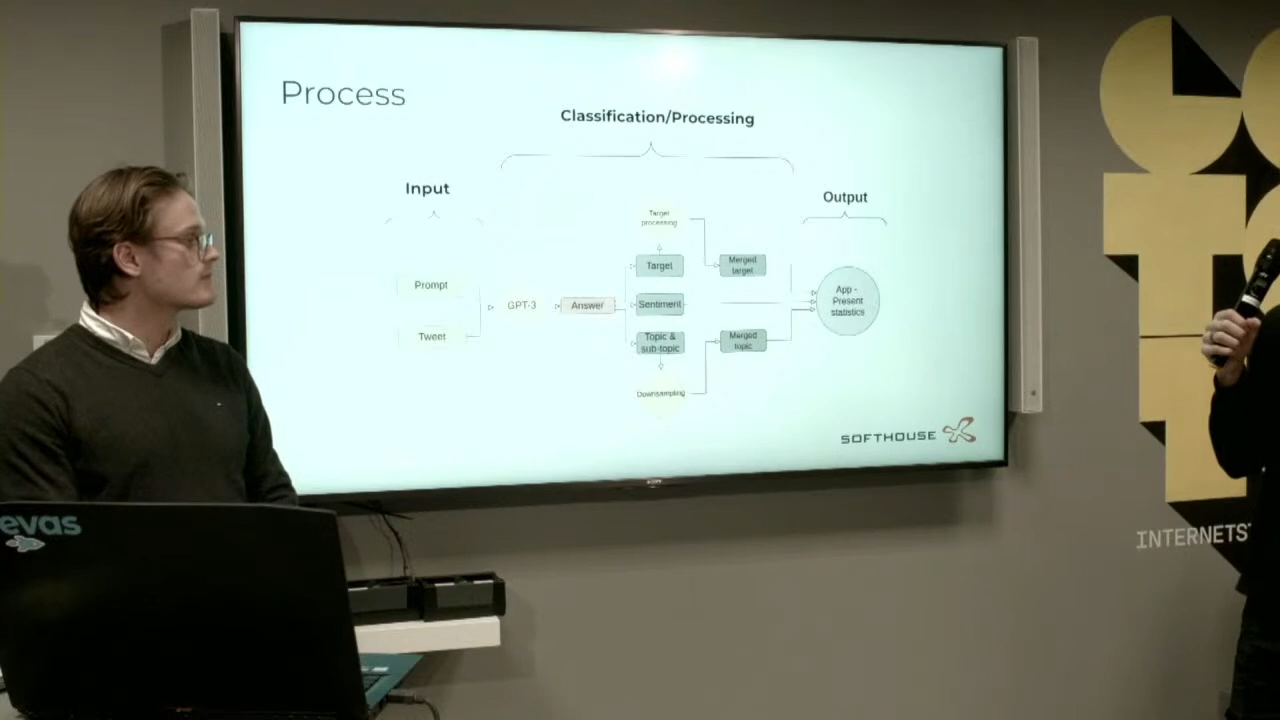 Process
Classification/Processing
Input
Output
Target
processing
Target
Merged
target
Prompt
GPT-3
Answer
Sentiment
App -
Present
statistics
Tweet
Topic &
sub-topic
Merged
topic
Downsampling
SOFTHOUSE
evas
INTERNETST